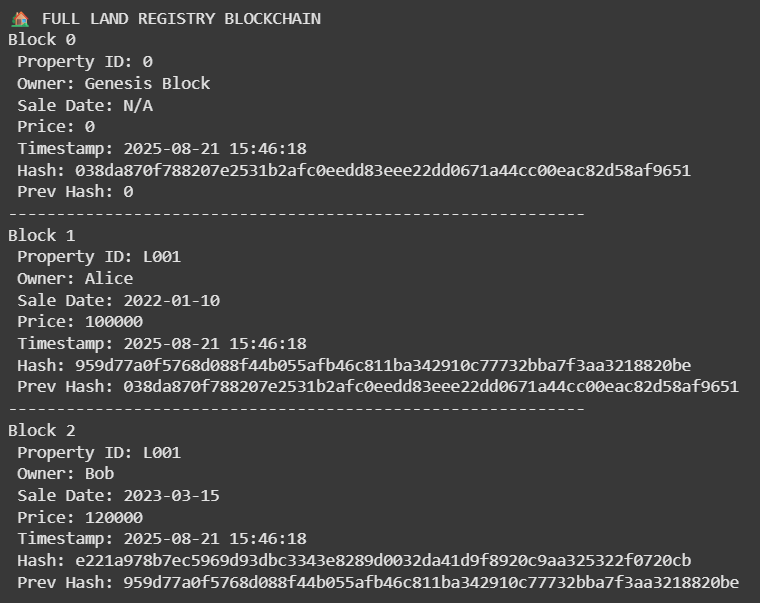 🏠 FULL LAND REGISTRY BLOCKCHAIN
Block 0
Property ID: 0
Owner: Genesis Block
Sale Date: N/A
Price: 0
Timestamp: 2025-08-21 15:46:18
Hash: 038da870f788207e2531b2afc0eedd83eee22dd0671a44cc00eac82d58af9651
Prev Hash: 0
------------------------------------------------------------
Block 1
Property ID: L001
Owner: Alice
Sale Date: 2022-01-10
Price: 100000
Timestamp: 2025-08-21 15:46:18
Hash: 959d77a0f5768d088f44b055afb46c811ba342910c77732bba7f3aa3218820be
Prev Hash: 038da870f788207e2531b2afc0eedd83eee22dd0671a44cc00eac82d58af9651
------------------------------------------------------------
Block 2
Property ID: L001
Owner: Bob
Sale Date: 2023-03-15
Price: 120000
Timestamp: 2025-08-21 15:46:18
Hash: e221a978b7ec5969d93dbc3343e8289d0032da41d9f8920c9aa325322f0720cb
Prev Hash: 959d77a0f5768d088f44b055afb46c811ba342910c77732bba7f3aa3218820be